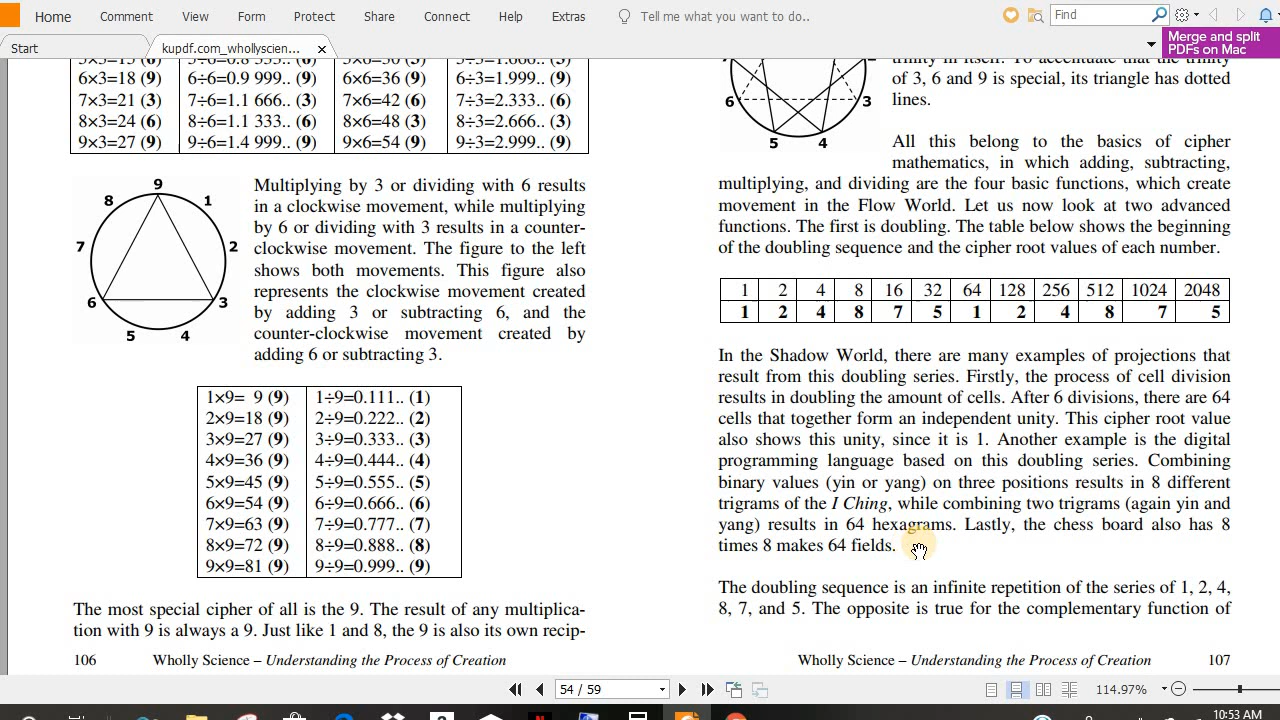 Home Comment View Form Protect Share Connect Help Extras Tell me what you want to do.. Find
Merge and split
PDFs on Mac
Start kupdf.com_whollyscien... ×
6×3=18 (9) 6÷6=0.9 999.. (9) 6×6=36 (9) 6÷3=1.999.. (9)
7×3=21 (3) 7÷6=1.1 666.. (3) 7×6=42 (6) 7÷3=2.333.. (6)
8×3=24 (6) 8÷6=1.1 333.. (6) 8×6=48 (3) 8÷3=2.666.. (3)
9×3=27 (9) 9÷6=1.4 999.. (9) 9×6=54 (9) 9÷3=2.999.. (9)
9
8 1
7 2
6 3
5 4
Multiplying by 3 or dividing with 6 results
in a clockwise movement, while multiplying
by 6 or dividing with 3 results in a counter-
clockwise movement. The figure to the left
shows both movements. This figure also
represents the clockwise movement created
by adding 3 or subtracting 6, and the
counter-clockwise movement created by
adding 6 or subtracting 3.
1×9= 9 (9) 1÷9=0.111.. (1)
2×9=18 (9) 2÷9=0.222.. (2)
3×9=27 (9) 3÷9=0.333.. (3)
4×9=36 (9) 4÷9=0.444.. (4)
5×9=45 (9) 5÷9=0.555.. (5)
6×9=54 (9) 6÷9=0.666.. (6)
7×9=63 (9) 7÷9=0.777.. (7)
8×9=72 (9) 8÷9=0.888.. (8)
9×9=81 (9) 9÷9=0.999.. (9)
The most special cipher of all is the 9. The result of any multiplica-
tion with 9 is always a 9. Just like 1 and 8, the 9 is also its own recip-
106 Wholly Science – Understanding the Process of Creation
6 3
5 4
trinity in itself. To accentuate that the trinity
of 3, 6 and 9 is special, its triangle has dotted
lines.
All this belong to the basics of cipher
mathematics, in which adding, subtracting,
multiplying, and dividing are the four basic functions, which create
movement in the Flow World. Let us now look at two advanced
functions. The first is doubling. The table below shows the beginning
of the doubling sequence and the cipher root values of each number.
1 2 4 8 16 32 64 128 256 512 1024 2048
1 2 4 8 7 5 1 2 4 8 7 5
In the Shadow World, there are many examples of projections that
result from this doubling series. Firstly, the process of cell division
results in doubling the amount of cells. After 6 divisions, there are 64
cells that together form an independent unity. This cipher root value
also shows this unity, since it is 1. Another example is the digital
programming language based on this doubling series. Combining
binary values (yin or yang) on three positions results in 8 different
trigrams of the I Ching, while combining two trigrams (again yin and
yang) results in 64 hexagrams. Lastly, the chess board also has 8
times 8 makes 64 fields.
The doubling sequence is an infinite repetition of the series of 1, 2, 4,
8, 7, and 5. The opposite is true for the complementary function of
Wholly Science – Understanding the Process of Creation 107
54 / 59 114.97%
10:53 AM